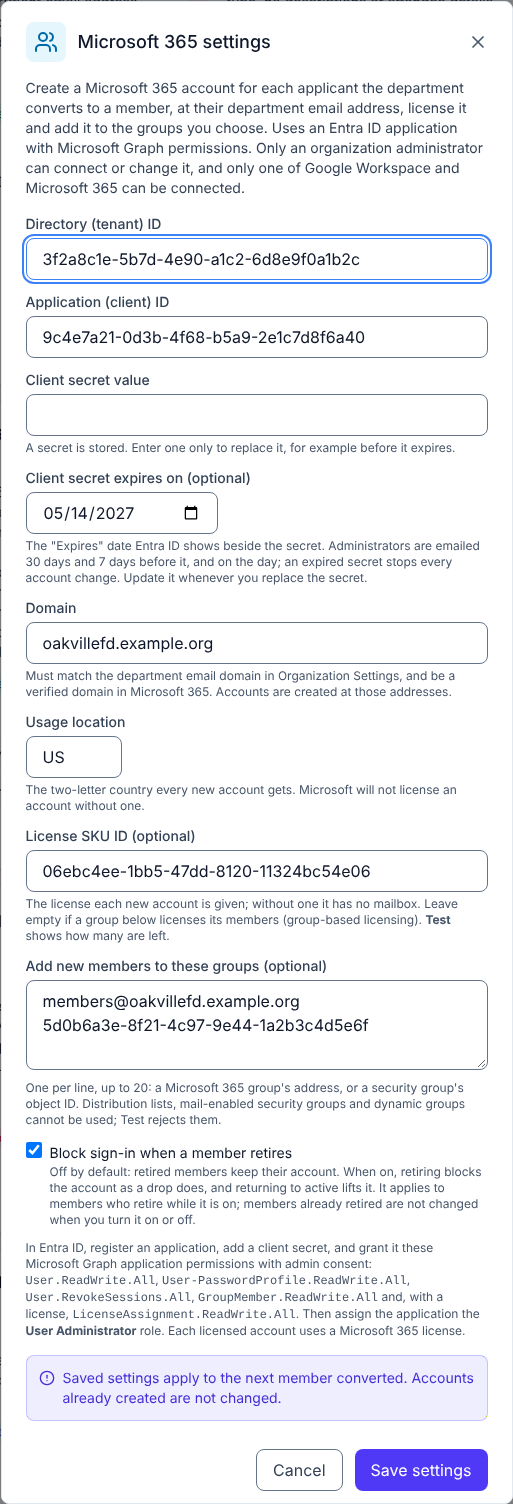 Microsoft 365 settings
Create a Microsoft 365 account for each applicant the department
converts to a member, at their department email address, license it
and add it to the groups you choose. Uses an Entra ID application
with Microsoft Graph permissions. Only an organization administrator
can connect or change it, and only one of Google Workspace and
Microsoft 365 can be connected.
Directory (tenant) ID
3f2a8c1e-5b7d-4e90-a1c2-6d8e9f0a1b2c
Application (client) ID
9c4e7a21-0d3b-4f68-b5a9-2e1c7d8f6a40
Client secret value
A secret is stored. Enter one only to replace it, for example before it expires.
Client secret expires on (optional)
05/14/2027
The "Expires" date Entra ID shows beside the secret. Administrators are emailed
30 days and 7 days before it, and on the day; an expired secret stops every
account change. Update it whenever you replace the secret.
Domain
oakvillefd.example.org
Must match the department email domain in Organization Settings, and be a
verified domain in Microsoft 365. Accounts are created at those addresses.
Usage location
US
The two-letter country every new account gets. Microsoft will not license an
account without one.
License SKU ID (optional)
06ebc4ee-1bb5-47dd-8120-11324bc54e06
The license each new account is given; without one it has no mailbox. Leave
empty if a group below licenses its members (group-based licensing). Test
shows how many are left.
Add new members to these groups (optional)
members@oakvillefd.example.org
5d0b6a3e-8f21-4c97-9e44-1a2b3c4d5e6f
One per line, up to 20: a Microsoft 365 group's address, or a security group's
object ID. Distribution lists, mail-enabled security groups and dynamic groups
cannot be used; Test rejects them.
Block sign-in when a member retires
Off by default: retired members keep their account. When on, retiring blocks
the account as a drop does, and returning to active lifts it. It applies to
members who retire while it is on; members already retired are not changed
when you turn it on or off.
In Entra ID, register an application, add a client secret, and grant it these
Microsoft Graph application permissions with admin consent:
User.ReadWrite.All, User-PasswordProfile.ReadWrite.All,
User.RevokeSessions.All, GroupMember.ReadWrite.All and, with a
license, LicenseAssignment.ReadWrite.All. Then assign the application the
User Administrator role. Each licensed account uses a Microsoft 365 license.
Saved settings apply to the next member converted. Accounts
already created are not changed.
Cancel
Save settings